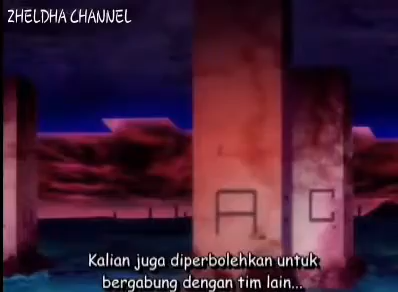 ZHELDHA CHANNEL
A C
Kalian juga diperbolehkan untuk
bergabung dengan tim lain...